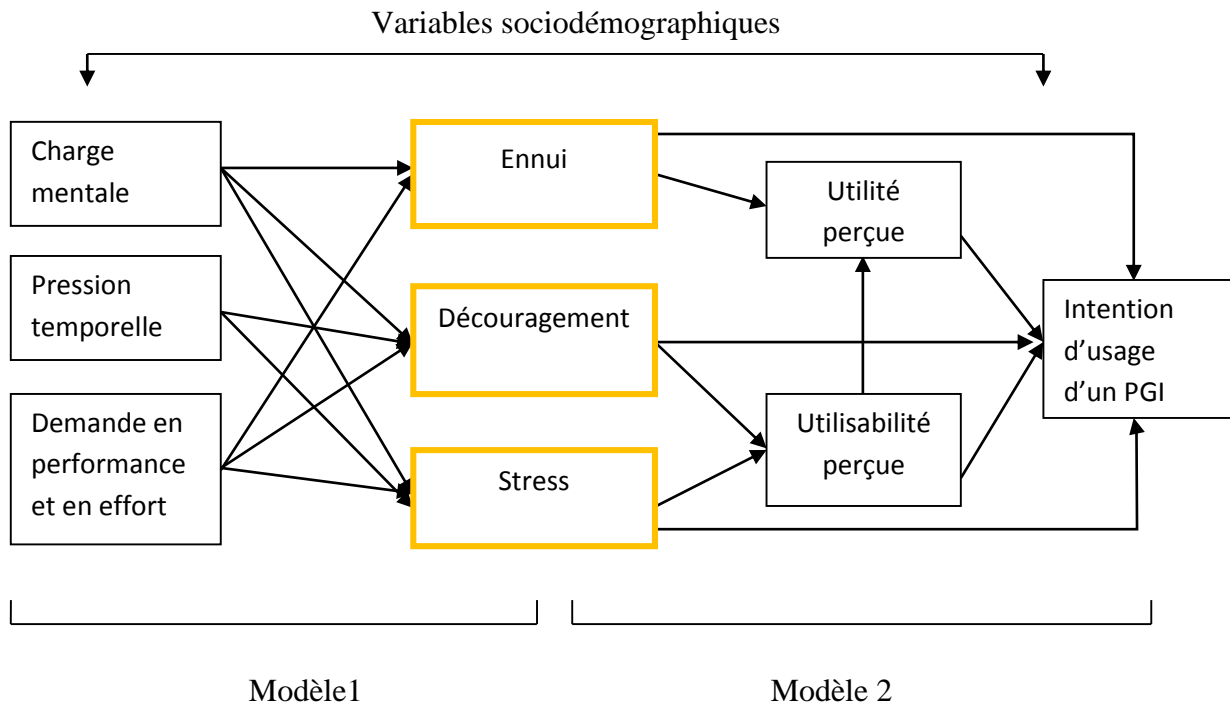 Variables sociodémographiques
Charge
mentale
Pression
temporelle
Demande en
performance
et en effort
Ennui
Découragement
Stress
Utilité
perçue
Utilisabilité
perçue
Intention
d'usage
d'un PGI
Modèle1
Modèle 2